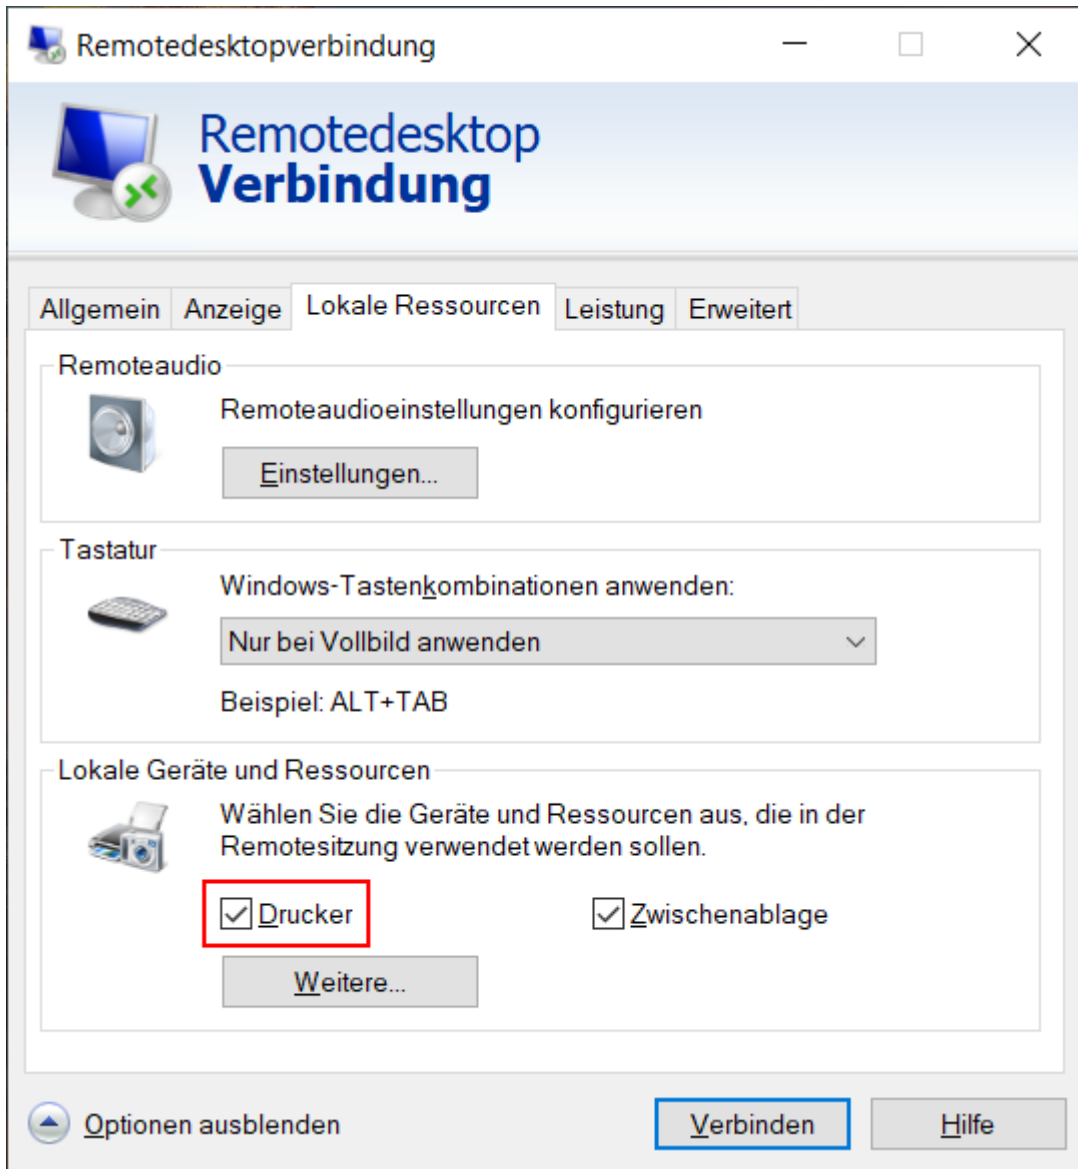 Remotedesktopverbindung
Remotedesktop
Verbindung
Allgemein Anzeige Lokale Ressourcen Leistung Erweitert
Remoteaudio
Remoteaudioeinstellungen konfigurieren
Einstellungen...
Tastatur
Windows-Tastenkombinationen anwenden:
Nur bei Vollbild anwenden
Beispiel: ALT+TAB
Lokale Geräte und Ressourcen
Wählen Sie die Geräte und Ressourcen aus, die in der
Remotesitzung verwendet werden sollen.
Drucker Zwischenablage
Weitere...
Optionen ausblenden Verbinden Hilfe